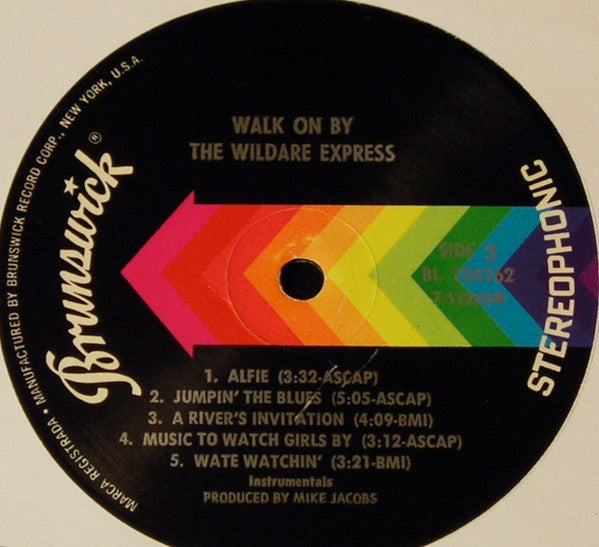 WALK ON BY
THE WILDARE EXPRESS
Brunswick®
STEREOPHONIC
SIDE 2
BL 754162
1. ALFIE (3:32-ASCAP)
2. JUMPIN' THE BLUES (5:05-ASCAP)
3. A RIVER'S INVITATION (4:09-BMI)
4. MUSIC TO WATCH GIRLS BY (3:12-ASCAP)
5. WATE WATCHIN' (3:21-BMI)
Instrumentals
PRODUCED BY MIKE JACOBS
MARCA REGISTRADA • MANUFACTURED BY BRUNSWICK RECORD CORP., NEW YORK, U.S.A.